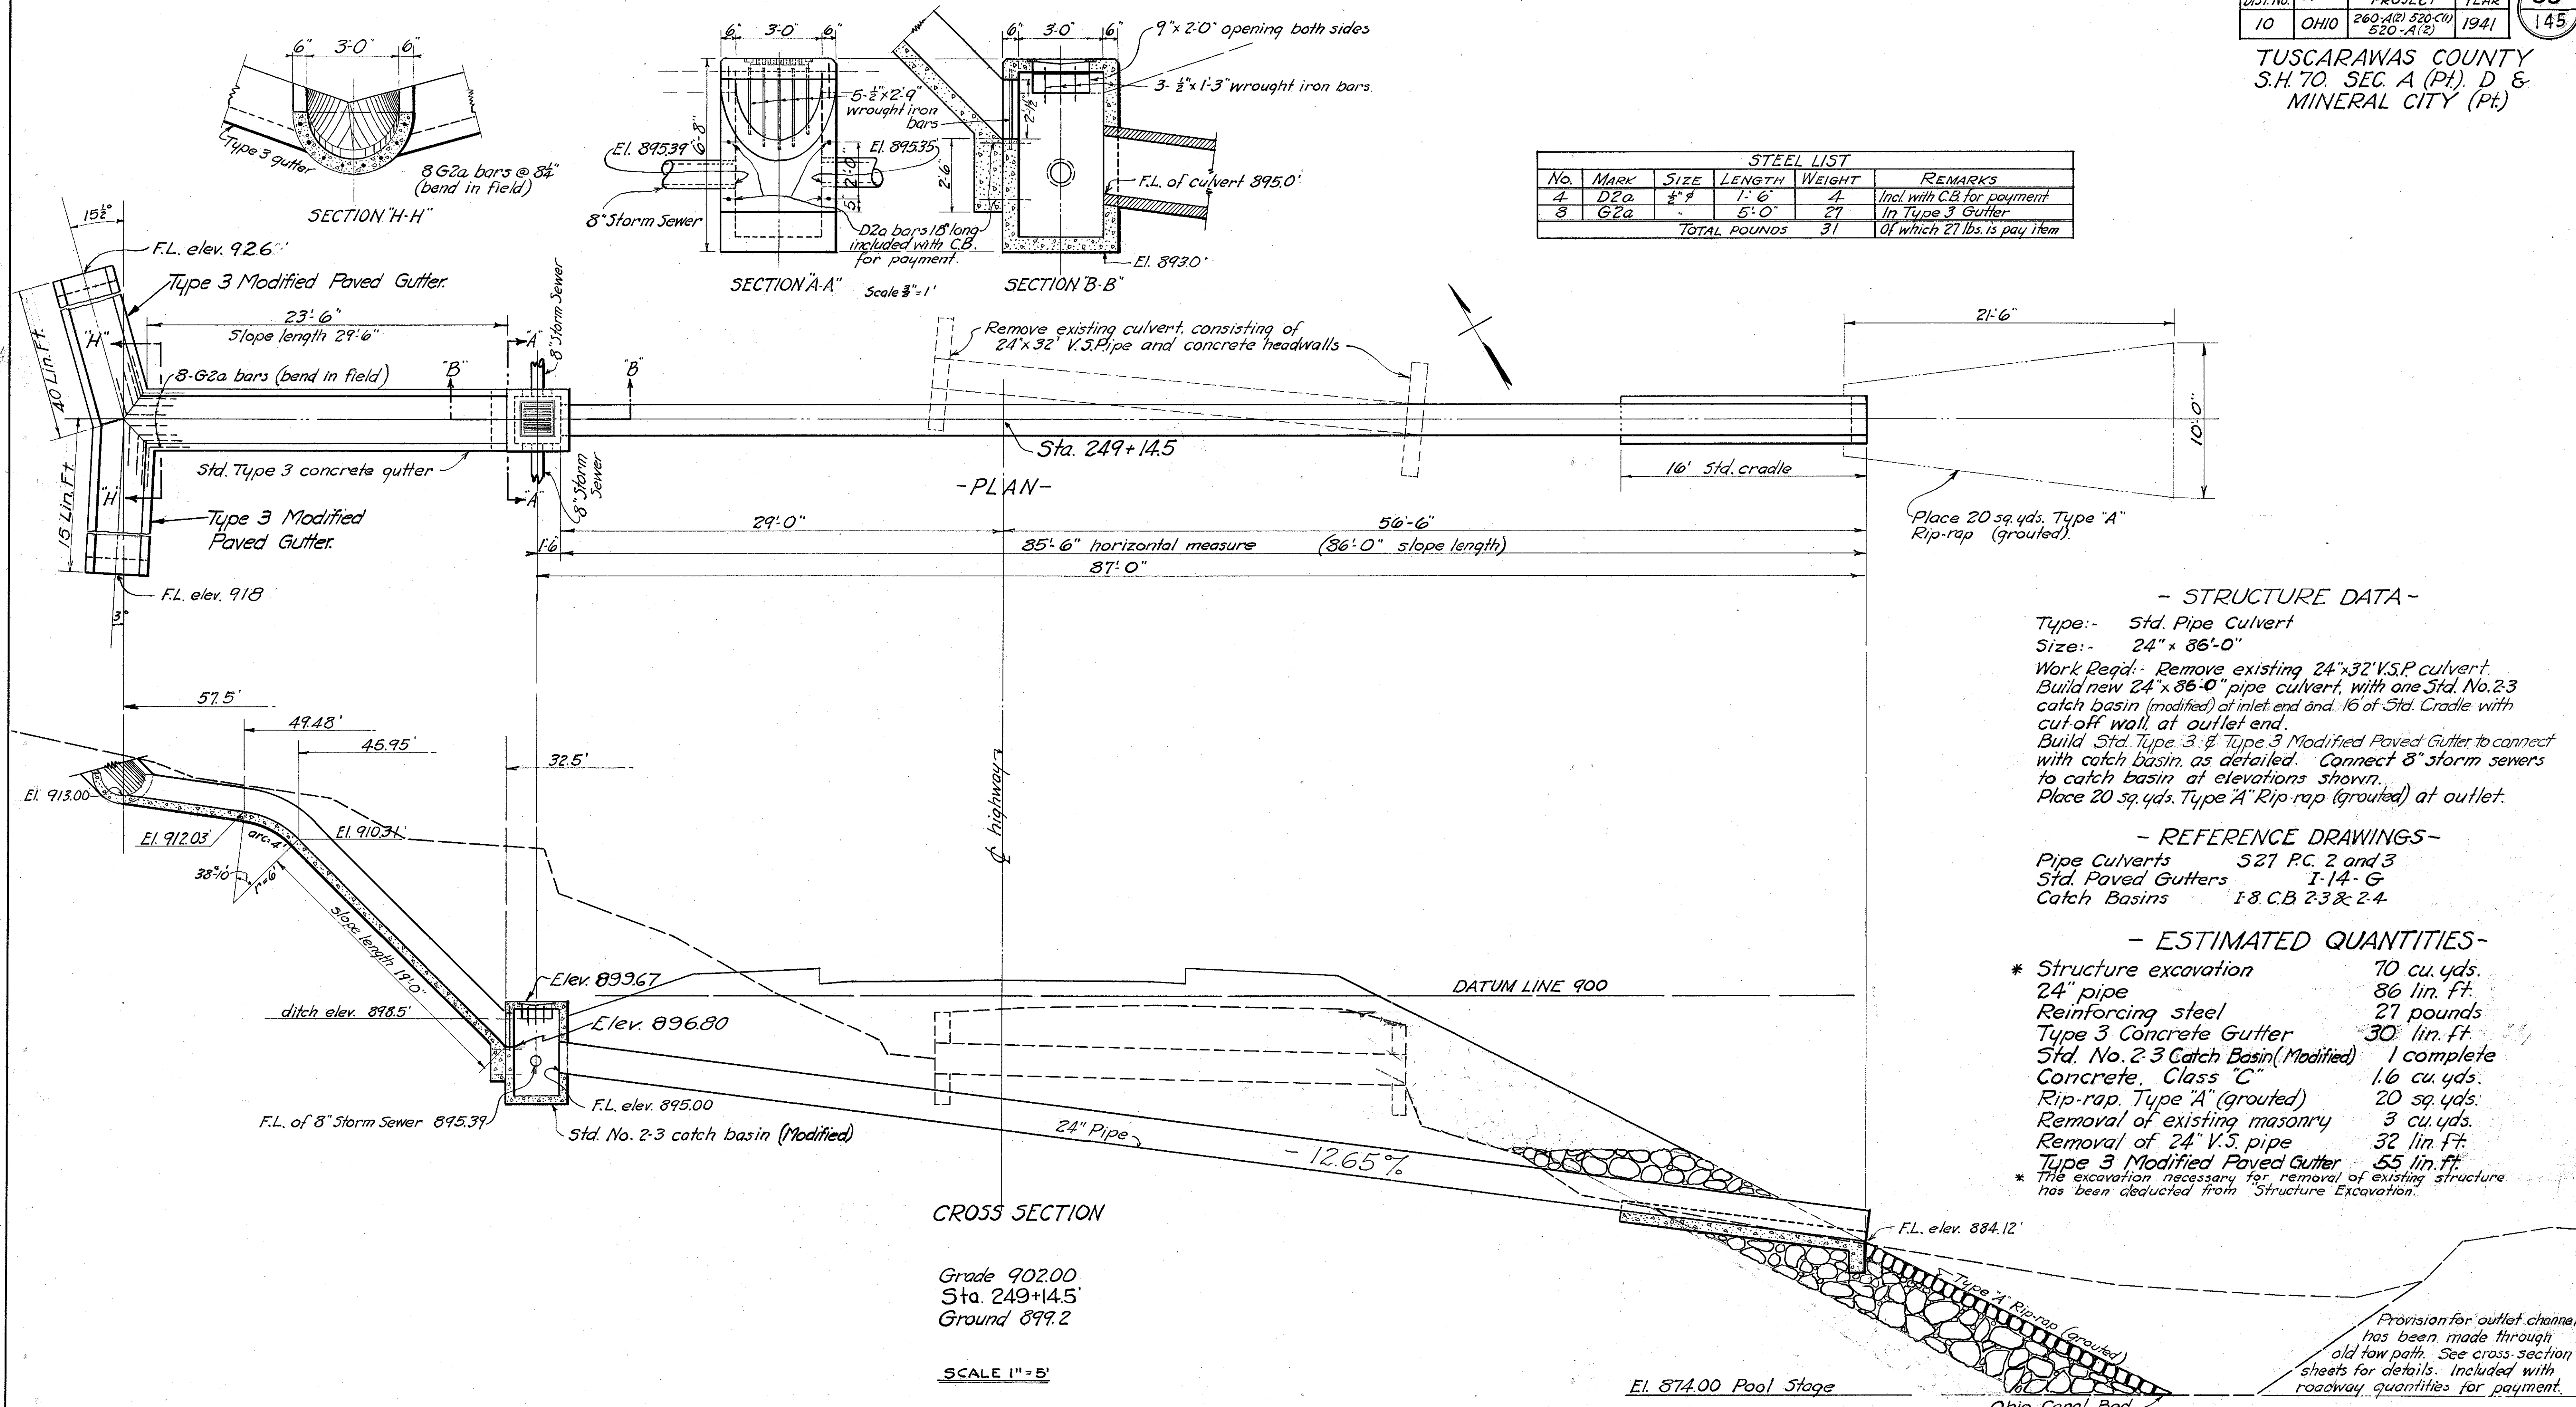 DIST. NO. PROJECT YEAR
10 OHIO 260-A(2) 520-C(1) 520-A(2) 1941
145
TUSCARAWAS COUNTY
S.H. 70. SEC. A (Pt.). D &
MINERAL CITY (Pt.)
6" 3'-0" 6"
Type 3 gutter
8 G2a bars @ 8¼"
(bend in field)
SECTION "H-H"
6" 3'-0" 6"
5-½"x2'-9"
wrought iron
bars
El. 895.39
El. 895.35
6'-8"
2'-0"
5"
8" Storm Sewer
D2a bars 18" long
included with C.B.
for payment.
SECTION "A-A"
Scale ⅜"=1'
6" 3'-0" 6"
9"x 2'-0" opening both sides
3-½"x 1'-3" wrought iron bars.
2'-1½"
2'-6"
F.L. of culvert 895.0'
El. 893.0'
SECTION "B-B"
STEEL LIST
No. MARK SIZE LENGTH WEIGHT REMARKS
4 D2a ½"φ 1'-6" 4 Incl. with C.B. for payment
8 G2a " 5'-0" 27 In Type 3 Gutter
TOTAL POUNDS 31 Of which 27 lbs. is pay item
15½°
F.L. elev. 926'
Type 3 Modified Paved Gutter.
23'-6"
Slope length 29'-6"
"H"
40 Lin. Ft.
8-G2a bars (bend in field)
"B"
"A"
8" Storm Sewer
"B"
Remove existing culvert, consisting of
24"x 32' V.S.Pipe and concrete headwalls
21'-6"
10'-0"
Sta. 249+14.5
Std. Type 3 concrete gutter
15 Lin. Ft.
"H"
"A"
8" Storm
Sewer
16' Std. cradle
-PLAN-
Type 3 Modified
Paved Gutter.
Place 20 sq. yds. Type "A"
Rip-rap (grouted).
29'-0" 56'-6"
1'-6" 85'-6" horizontal measure (86'-0" slope length)
87'-0"
F.L. elev. 918
3°
- STRUCTURE DATA -
Type:- Std. Pipe Culvert
Size:- 24" x 86'-0"
Work Reqd:- Remove existing 24"x32' V.S.P. culvert.
Build new 24"x 86'-0" pipe culvert, with one Std. No. 2-3
catch basin (modified) at inlet end and 16' of Std. Cradle with
cut-off wall at outlet end.
Build Std. Type 3 & Type 3 Modified Paved Gutter to connect
with catch basin. as detailed. Connect 8" storm sewers
to catch basin at elevations shown.
Place 20 sq. yds. Type "A" Rip-rap (grouted) at outlet.
- REFERENCE DRAWINGS -
Pipe Culverts S27 P.C. 2 and 3
Std. Paved Gutters I-14-G
Catch Basins I-8. C.B. 2-3 & 2-4
- ESTIMATED QUANTITIES -
* Structure excavation 70 cu. yds.
24" pipe 86 lin. ft.
Reinforcing steel 27 pounds
Type 3 Concrete Gutter 30 lin. ft.
Std. No. 2-3 Catch Basin (Modified) 1 complete
Concrete, Class "C" 1.6 cu. yds.
Rip-rap, Type "A" (grouted) 20 sq. yds.
Removal of existing masonry 3 cu. yds.
Removal of 24" V.S. pipe 32 lin. ft.
Type 3 Modified Paved Gutter 55 lin. ft.
* The excavation necessary for removal of existing structure
has been deducted from "Structure Excavation".
57.5'
49.48'
45.95'
32.5'
El. 913.00
El. 912.03'
El. 910.31'
arc=4'
38°-10'
r=6'
slope length 19'-0"
℄ highway
Elev. 899.67
ditch elev. 898.5'
Elev. 896.80
DATUM LINE 900
F.L. of 8" Storm Sewer 895.39
F.L. elev. 895.00
Std. No. 2-3 catch basin (Modified)
24" Pipe
- 12.65%
F.L. elev. 884.12'
Type "A" Rip-rap (grouted)
CROSS SECTION
Grade 902.00
Sta. 249+14.5'
Ground 899.2
SCALE 1"=5'
El. 874.00 Pool Stage
Ohio Canal Bed
Provision for outlet channel
has been made through
old tow path. See cross-section
sheets for details. Included with
roadway quantities for payment.